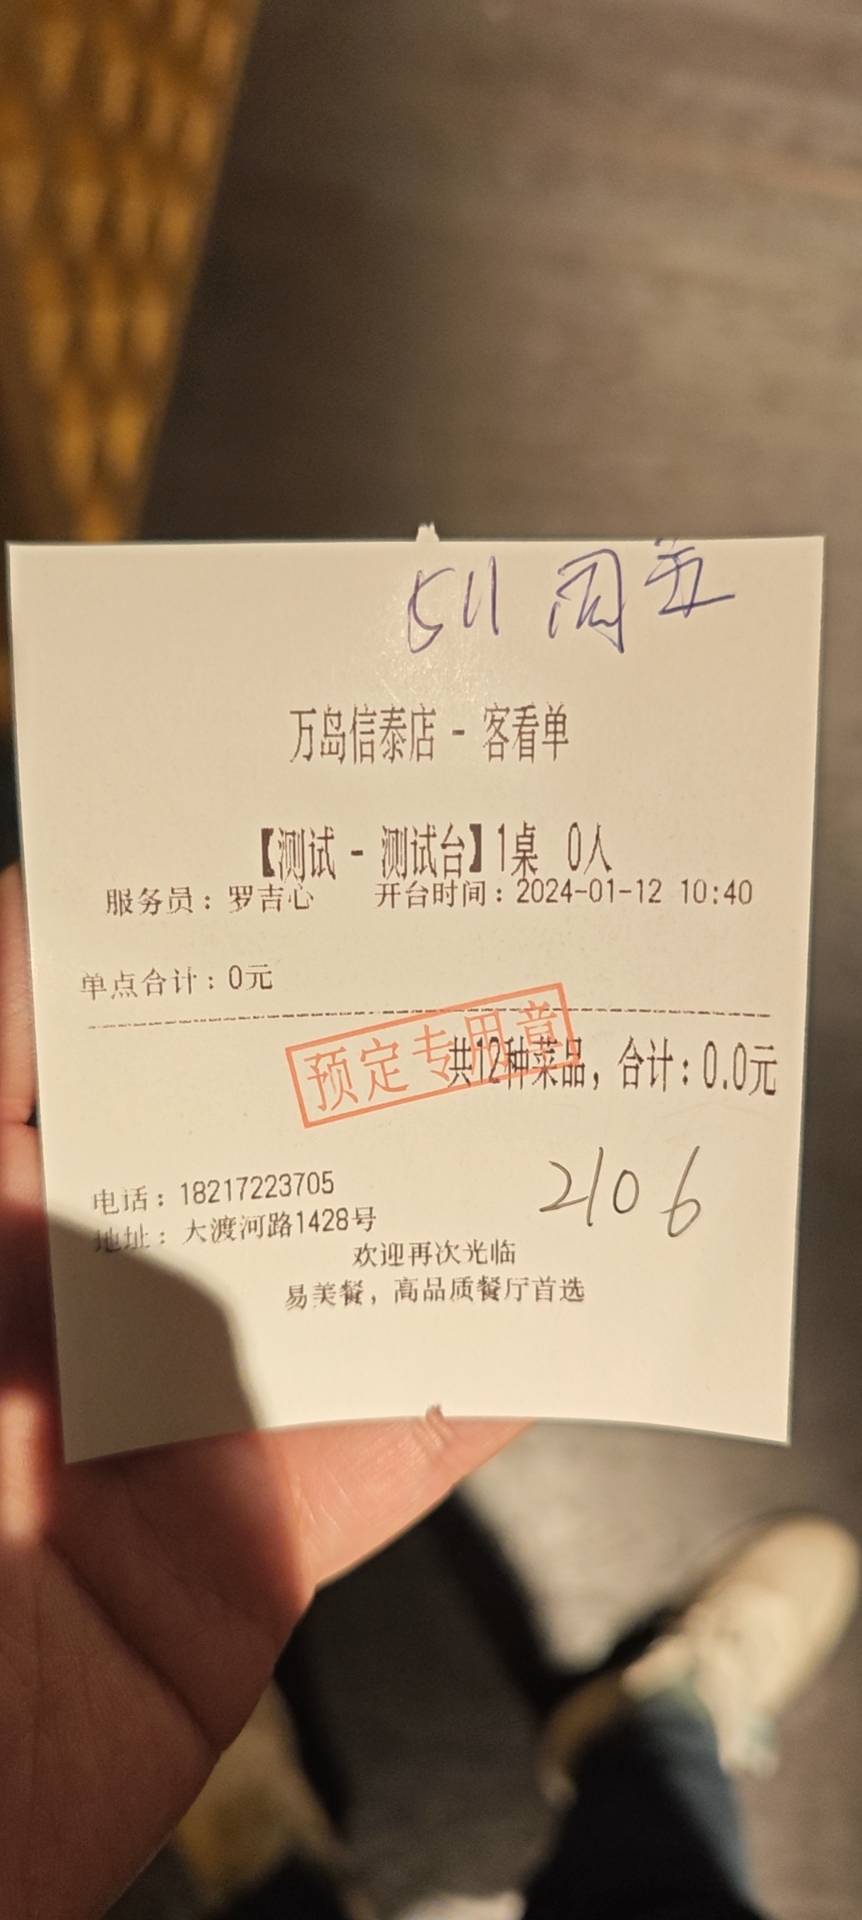 511 周五
万岛信泰店 - 客看单
【测试 - 测试台】1桌 0人
服务员：罗吉心 开台时间：2024-01-12 10:40
单点合计：0元
预定专用章
共12种菜品，合计：0.0元
2106
电话：18217223705
地址：大渡河路1428号
欢迎再次光临
易美餐，高品质餐厅首选